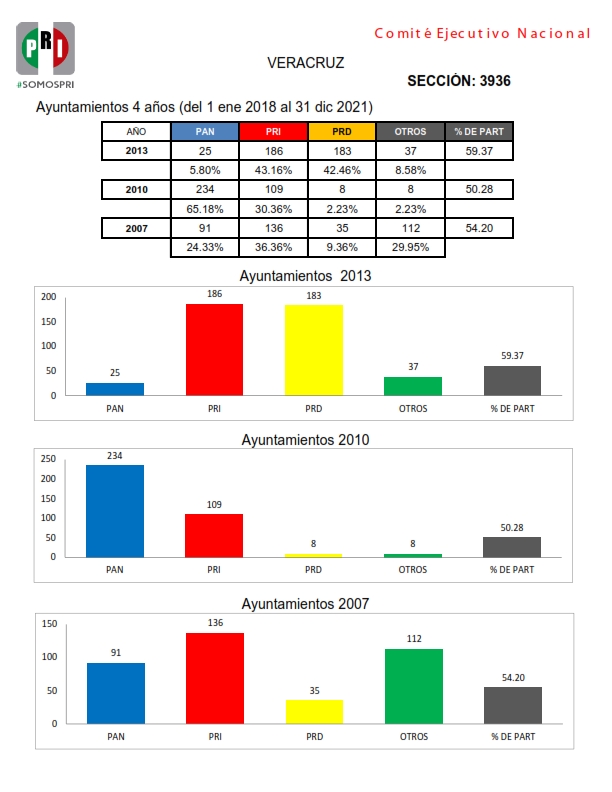 PRI
#SOMOSPRI
Comité Ejecutivo Nacional
VERACRUZ
SECCIÓN: 3936
Ayuntamientos 4 años (del 1 ene 2018 al 31 dic 2021)
AÑO PAN PRI PRD OTROS % DE PART
2013 25 186 183 37 59.37
5.80% 43.16% 42.46% 8.58%
2010 234 109 8 8 50.28
65.18% 30.36% 2.23% 2.23%
2007 91 136 35 112 54.20
24.33% 36.36% 9.36% 29.95%
Ayuntamientos 2013
200
150
100
50
0
25 186 183 37 59.37
PAN PRI PRD OTROS % DE PART
Ayuntamientos 2010
250
200
150
100
50
0
234 109 8 8 50.28
PAN PRI PRD OTROS % DE PART
Ayuntamientos 2007
150
100
50
0
91 136 35 112 54.20
PAN PRI PRD OTROS % DE PART